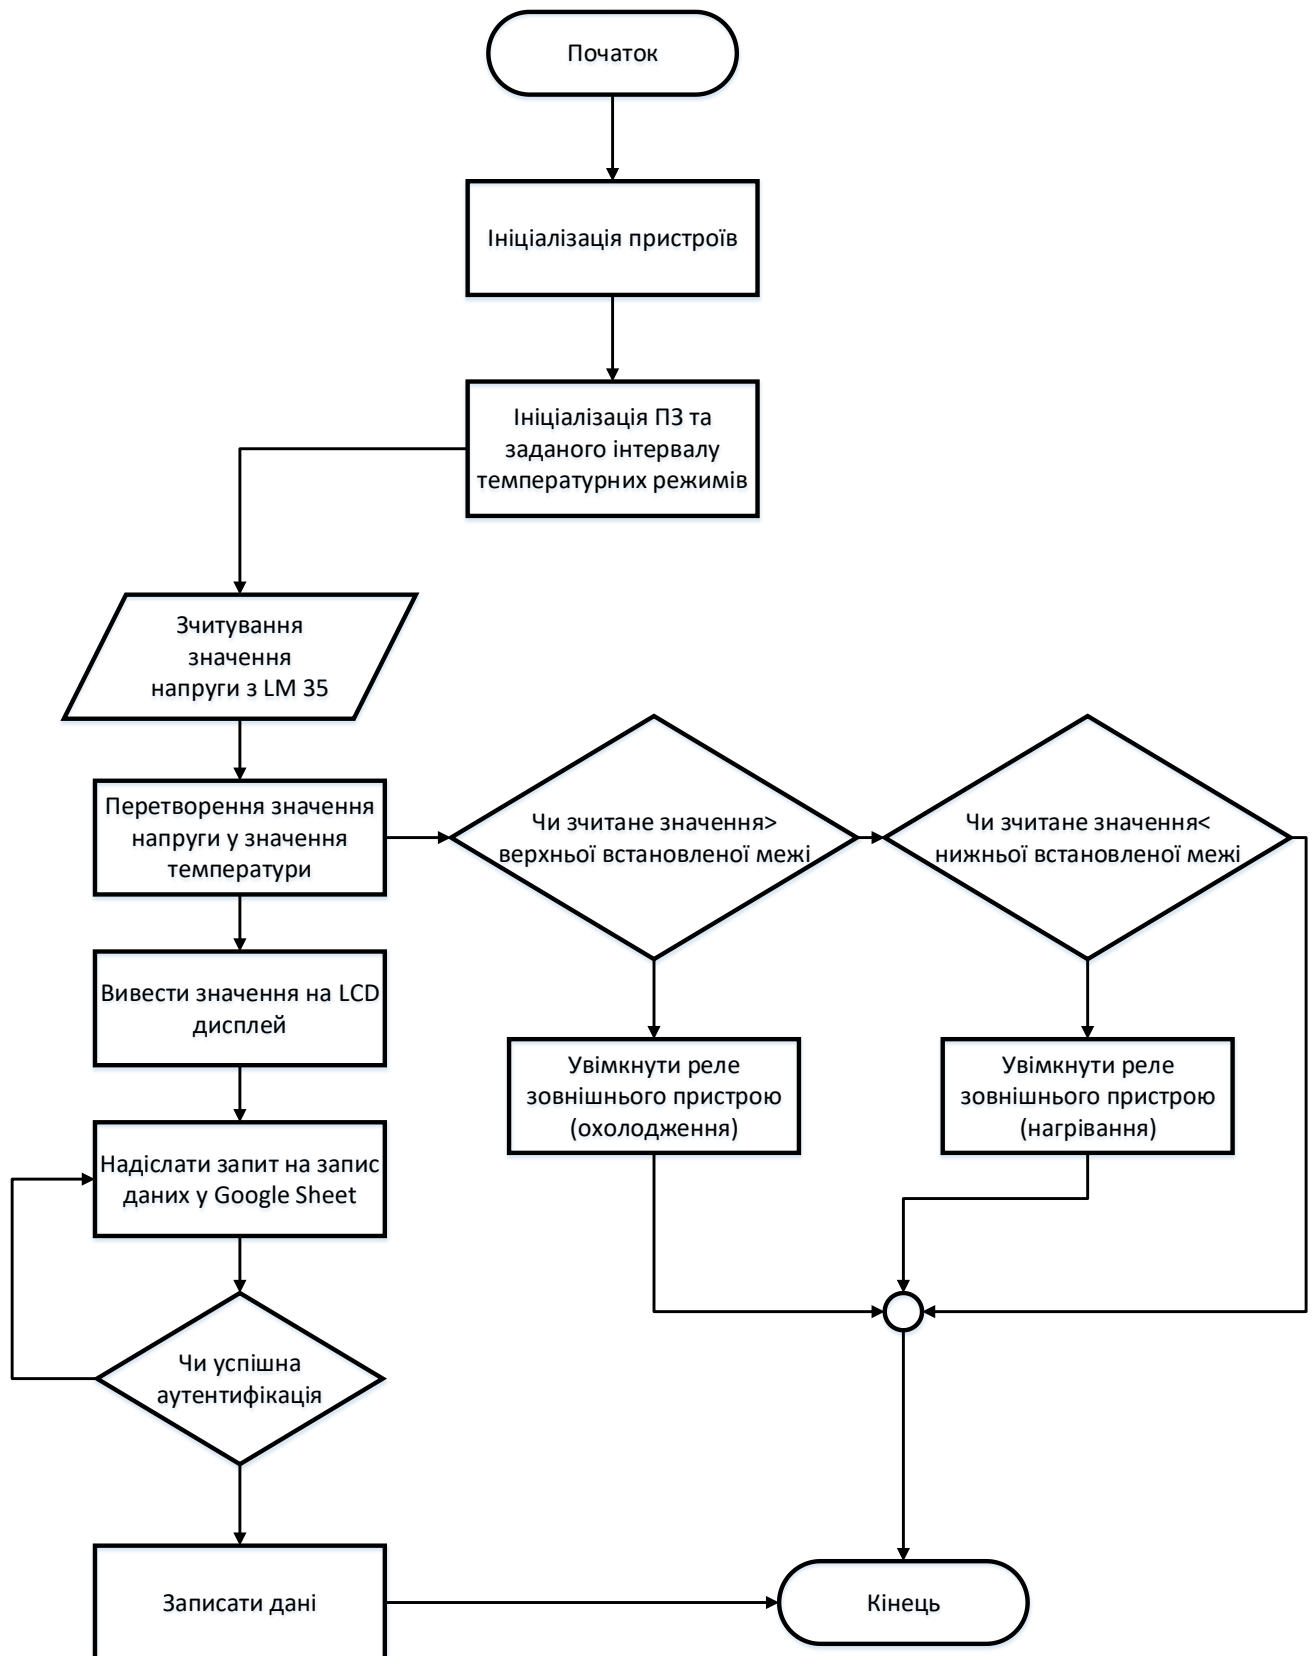 Початок
Ініціалізація пристроїв
Ініціалізація ПЗ та
заданого інтервалу
температурних режимів
Зчитування
значення
напруги з LM 35
Перетворення значення
напруги у значення
температури
Чи зчитане значення>
верхньої встановленої межі
Чи зчитане значення<
нижньої встановленої межі
Вивести значення на LCD
дисплей
Увімкнути реле
зовнішнього пристрою
(охолодження)
Увімкнути реле
зовнішнього пристрою
(нагрівання)
Надіслати запит на запис
даних у Google Sheet
Чи успішна
аутентифікація
Записати дані
Кінець